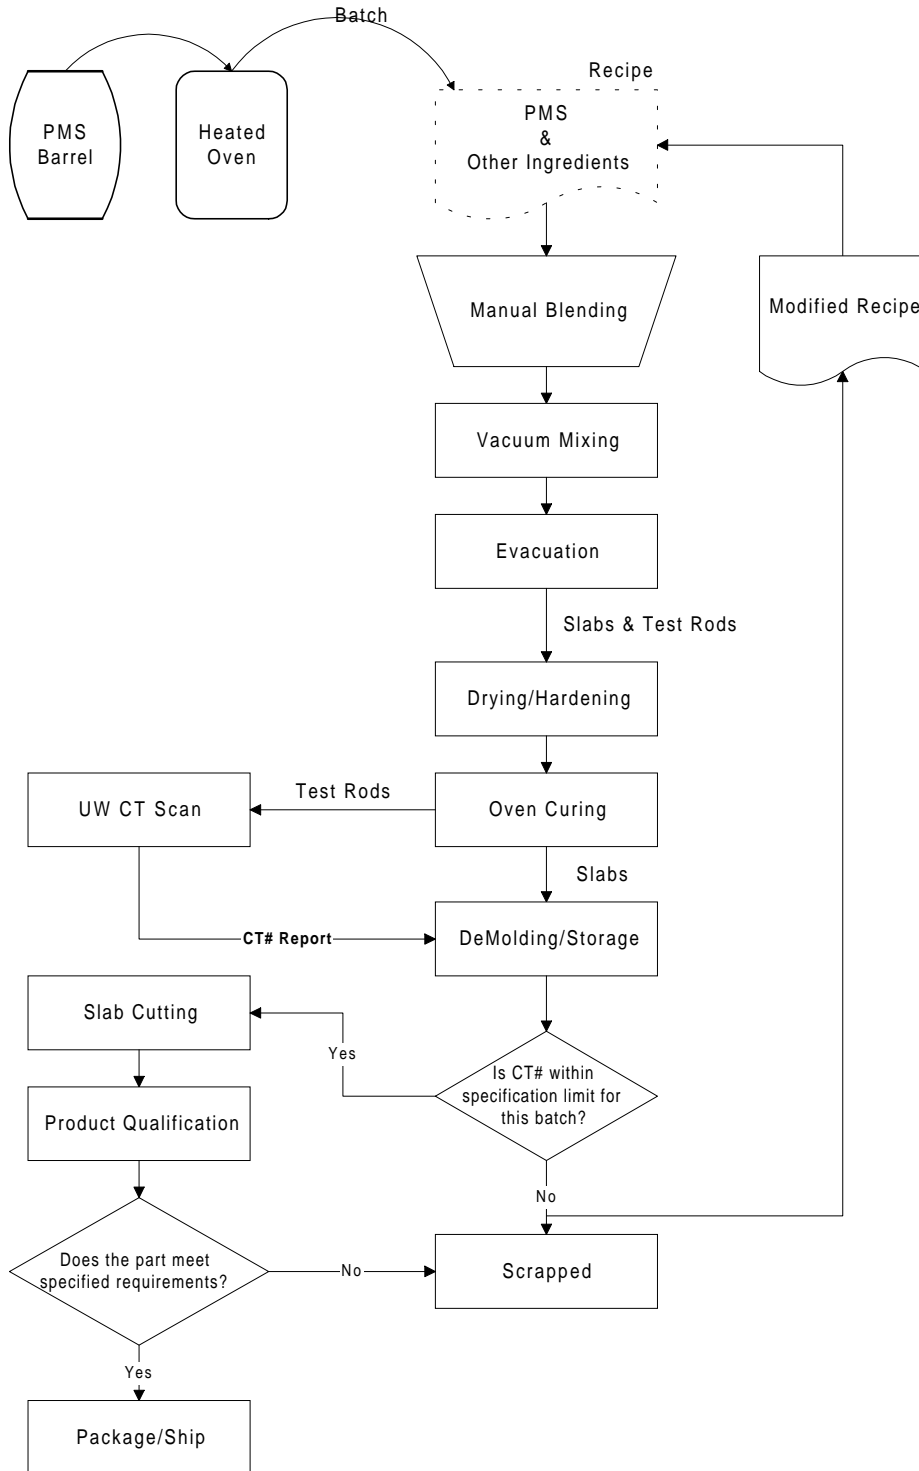 Batch
Recipe
PMS
Barrel
Heated
Oven
PMS
&
Other Ingredients
Manual Blending
Modified Recipe
Vacuum Mixing
Evacuation
Slabs & Test Rods
Drying/Hardening
UW CT Scan
Test Rods
Oven Curing
Slabs
CT# Report
DeMolding/Storage
Slab Cutting
Yes
Is CT# within
specification limit for
this batch?
Product Qualification
No
Does the part meet
specified requirements?
No
Scrapped
Yes
Package/Ship